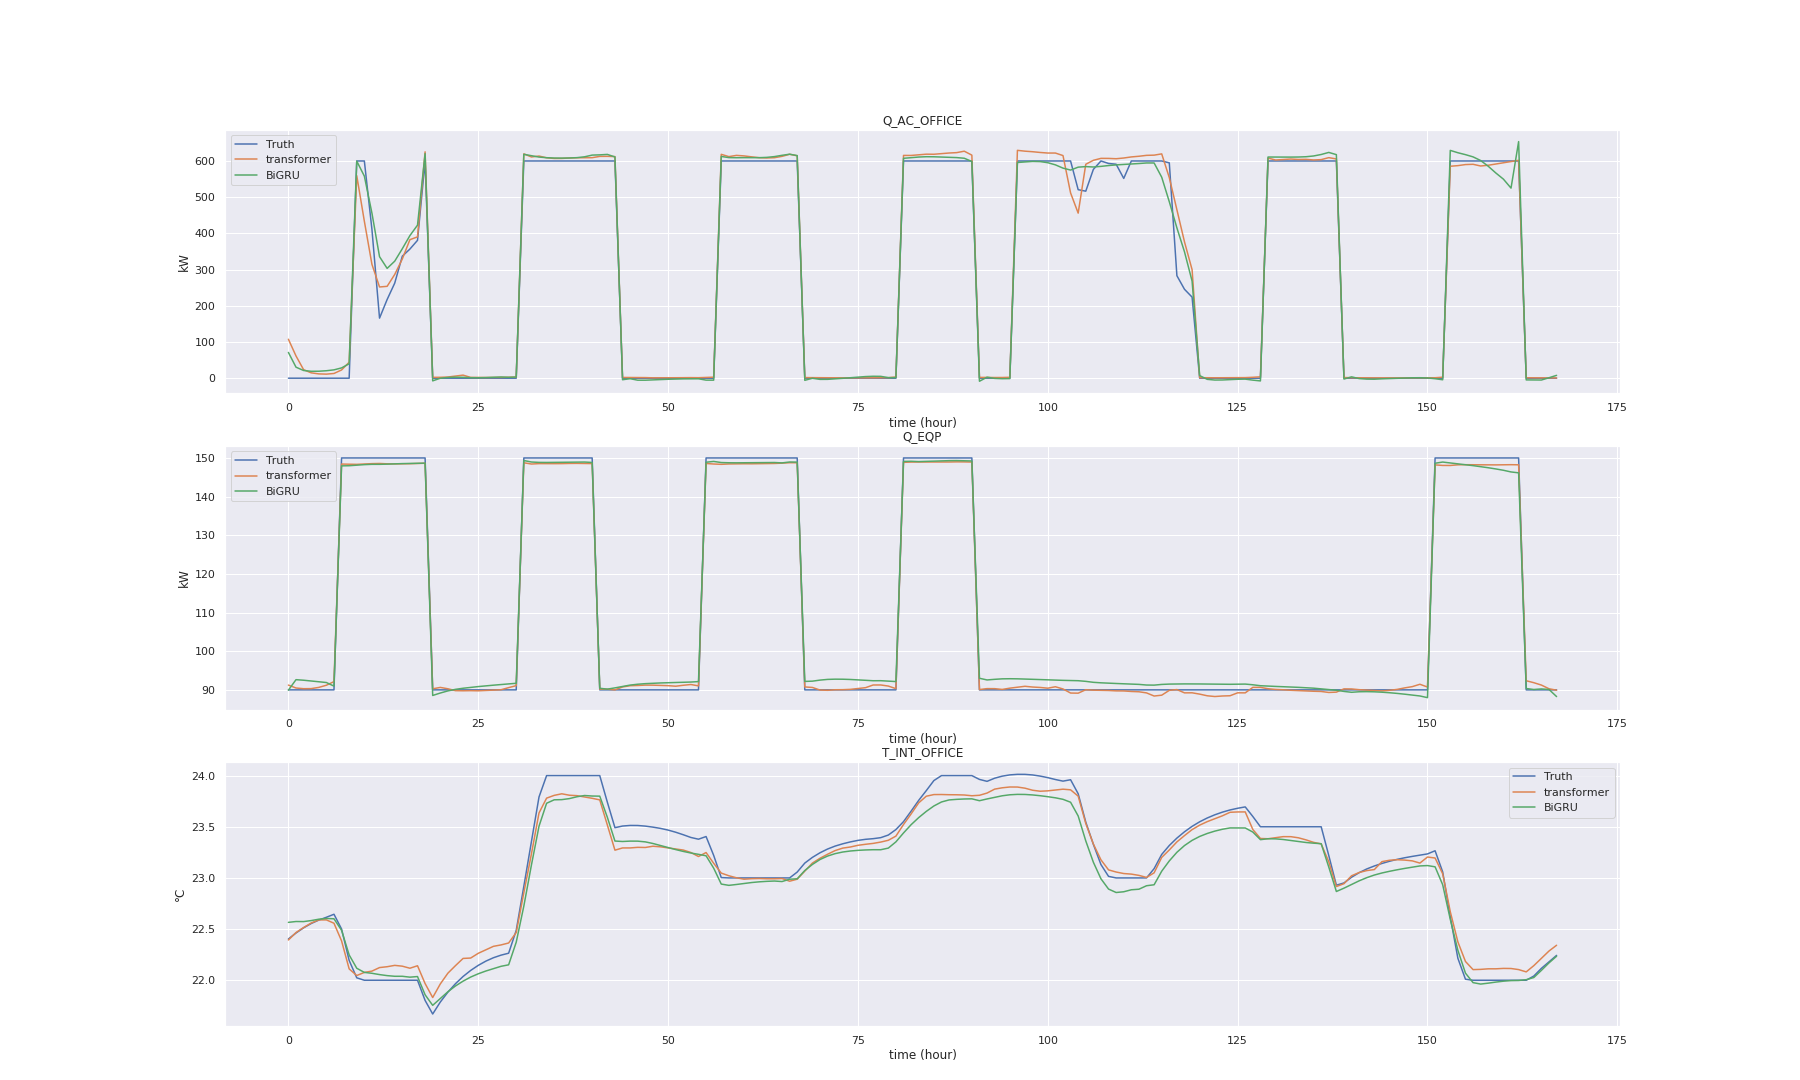 Q_AC_OFFICE
Truth
transformer
BiGRU
kW
600
500
400
300
200
100
0
0 25 50 75 100 125 150 175
time (hour)
Q_EQP
Truth
transformer
BiGRU
kW
150
140
130
120
110
100
90
0 25 50 75 100 125 150 175
time (hour)
T_INT_OFFICE
Truth
transformer
BiGRU
°C
24.0
23.5
23.0
22.5
22.0
0 25 50 75 100 125 150 175
time (hour)